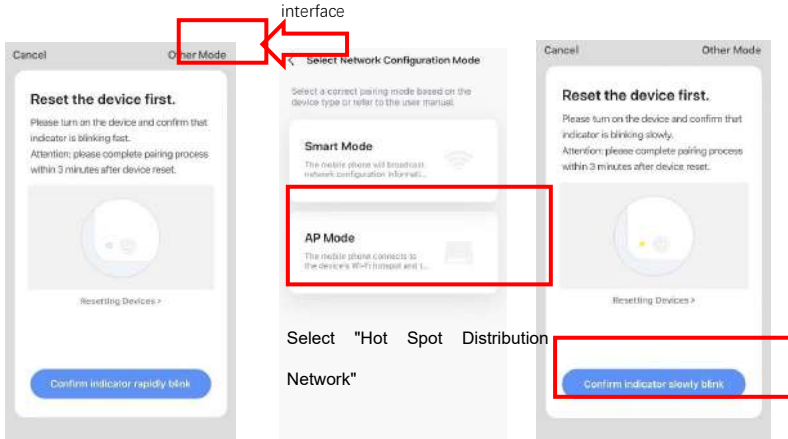 interface
Cancel
Other Mode
Reset the device first.
Please turn on the device and confirm that
indicator is blinking fast.
Attention: please complete pairing process
within 3 minutes after device reset.
Resetting Devices >
Confirm indicator rapidly blink
< Select Network Configuration Mode
Select a correct pairing mode based on the
device type or refer to the user manual.
Smart Mode
The mobile phone will broadcast
network configuration informati...
AP Mode
The mobile phone connects to
the device's Wi-Fi hotspot and t...
Select "Hot Spot Distribution
Network"
Cancel
Other Mode
Reset the device first.
Please turn on the device and confirm that
indicator is blinking slowly.
Attention: please complete pairing process
within 3 minutes after device reset.
Resetting Devices >
Confirm indicator slowly blink